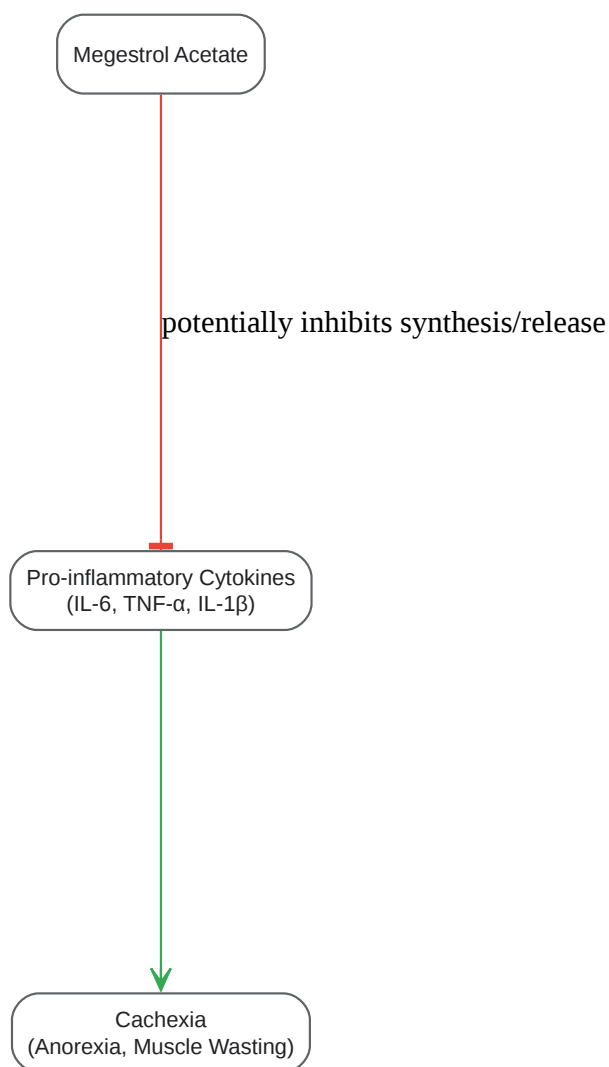 Megestrol Acetate
potentially inhibits synthesis/release
Pro-inflammatory Cytokines
(IL-6, TNF-α, IL-1β)
Cachexia
(Anorexia, Muscle Wasting)